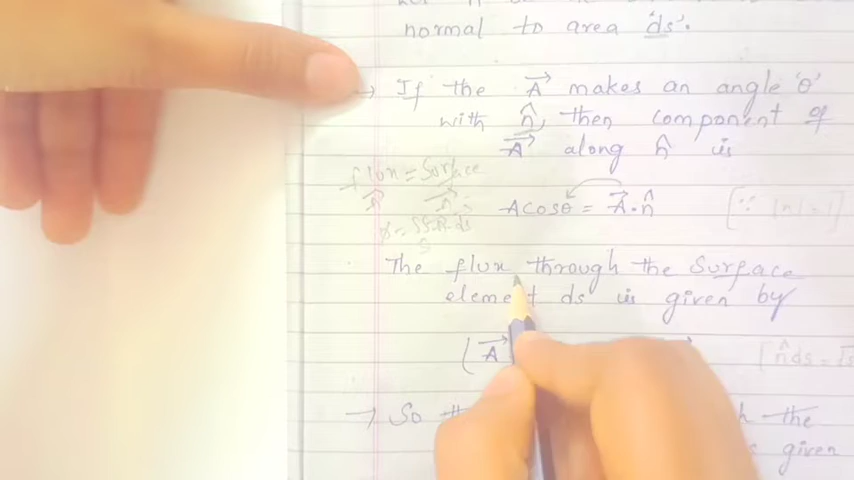 normal to area 'ds'.
→ If the A⃗ makes an angle 'θ'
with n̂, then component of
A⃗ along n̂ is
flux = Surface
A cosθ = A⃗ . n̂ [∵ |n| = 1]
The flux through the Surface
element ds is given by
(A⃗ [n̂ds =
→ So the
given